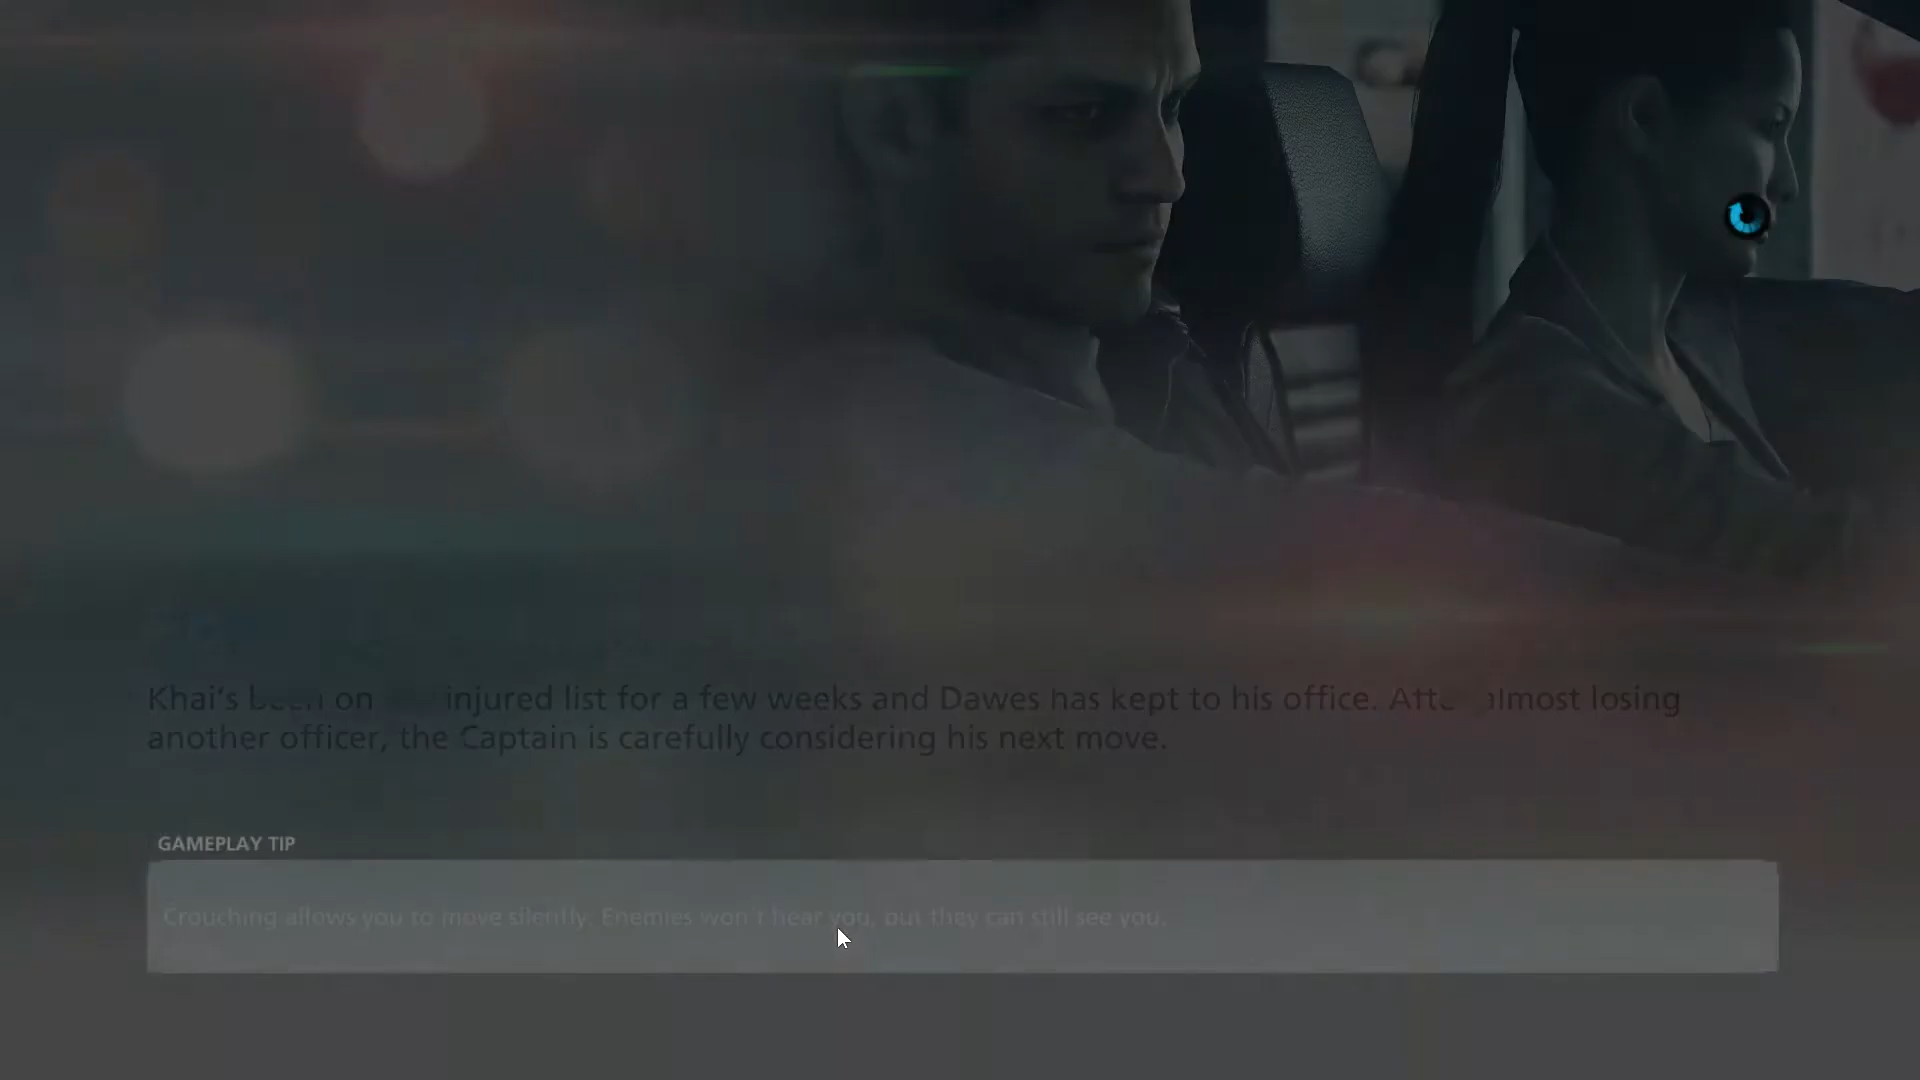 Khai's been on injured list for a few weeks and Dawes has kept to his office. After almost losing
another officer, the Captain is carefully considering his next move.
GAMEPLAY TIP
Crouching allows you to move silently. Enemies won't hear you, but they can still see you.